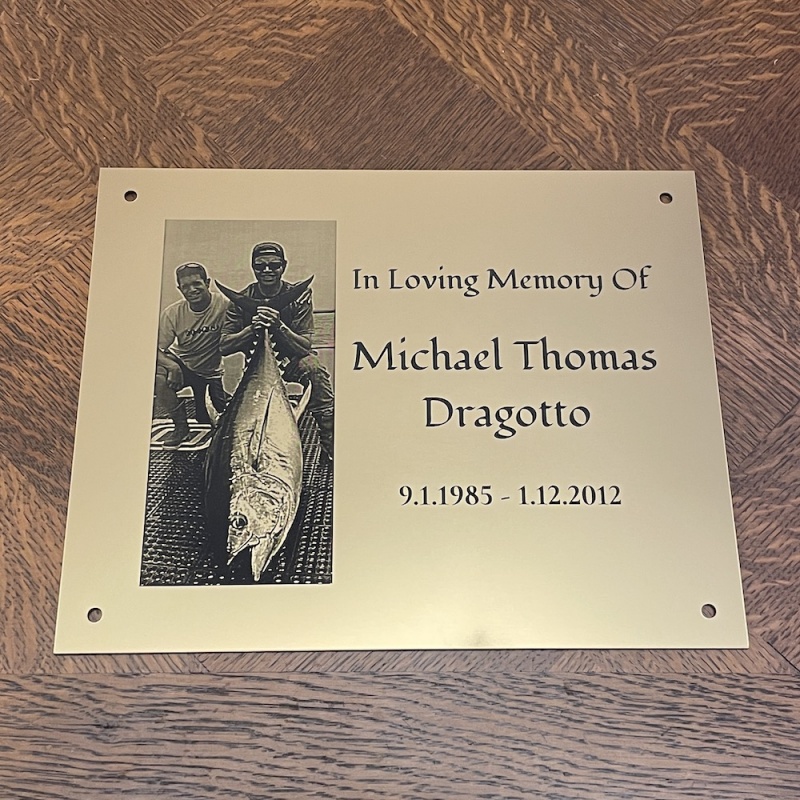 In Loving Memory Of
Michael Thomas
Dragotto
9.1.1985 - 1.12.2012